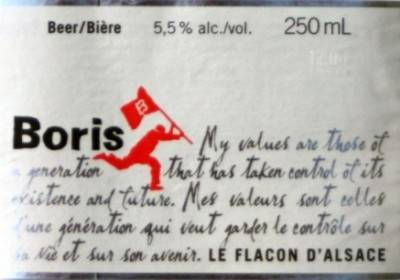 Beer/Bière 5,5% alc./vol. 250 mL
B
Boris My values are those of
a generation that has taken control of its
existence and future. Mes valeurs sont celles
d'une génération qui veut garder le contrôle sur
sa vie et sur son avenir. LE FLACON D'ALSACE